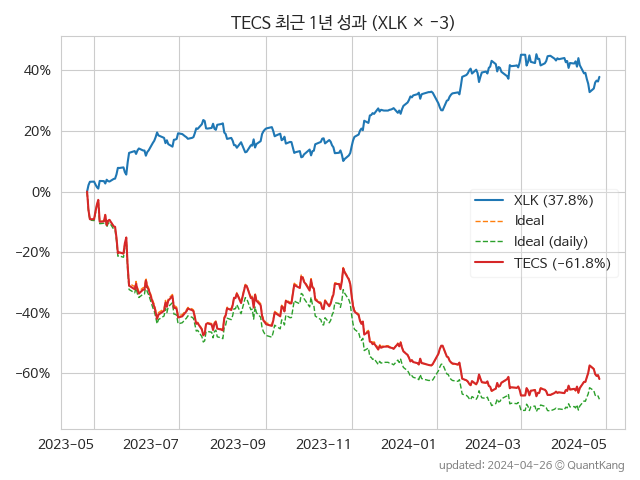 TECS 최근 1년 성과 (XLK × −3)
40%
20%
0%
−20%
−40%
−60%
XLK (37.8%)
Ideal
Ideal (daily)
TECS (−61.8%)
2023-05 2023-07 2023-09 2023-11 2024-01 2024-03 2024-05
updated: 2024-04-26 © QuantKang